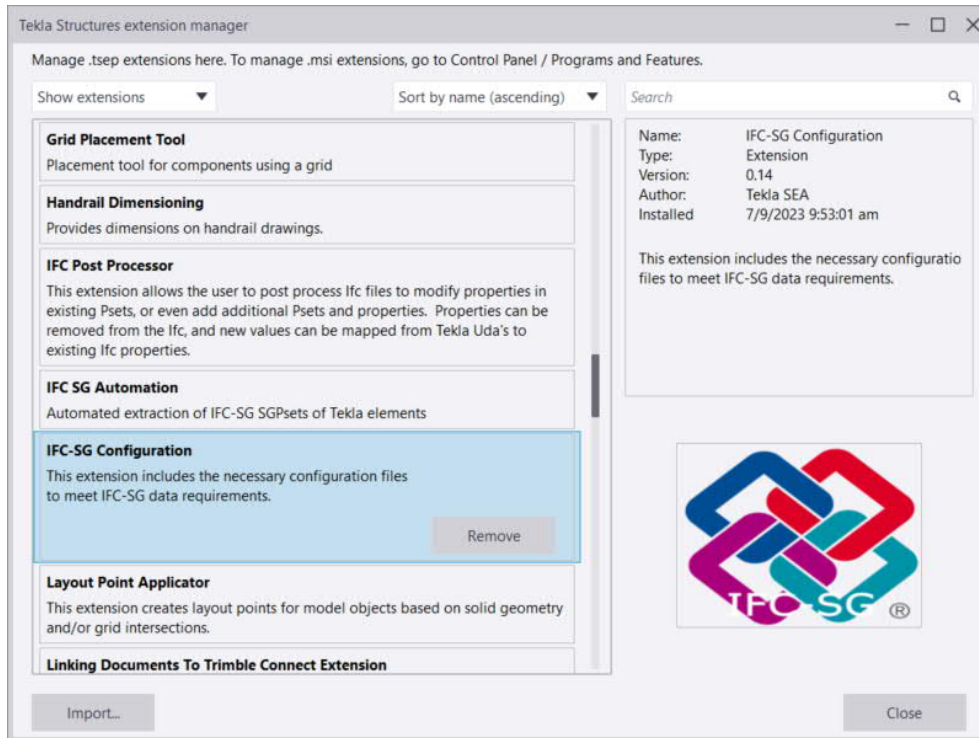 Tekla Structures extension manager
Manage .tsep extensions here. To manage .msi extensions, go to Control Panel / Programs and Features.
Show extensions
Sort by name (ascending)
Search
Grid Placement Tool
Placement tool for components using a grid
Handrail Dimensioning
Provides dimensions on handrail drawings.
IFC Post Processor
This extension allows the user to post process Ifc files to modify properties in
existing Psets, or even add additional Psets and properties. Properties can be
removed from the Ifc, and new values can be mapped from Tekla Uda's to
existing Ifc properties.
IFC SG Automation
Automated extraction of IFC-SG SGPsets of Tekla elements
IFC-SG Configuration
This extension includes the necessary configuration files
to meet IFC-SG data requirements.
Remove
Layout Point Applicator
This extension creates layout points for model objects based on solid geometry
and/or grid intersections.
Linking Documents To Trimble Connect Extension
Name: IFC-SG Configuration
Type: Extension
Version: 0.14
Author: Tekla SEA
Installed 7/9/2023 9:53:01 am
This extension includes the necessary configuratio
files to meet IFC-SG data requirements.
IFC-SG ®
Import...
Close